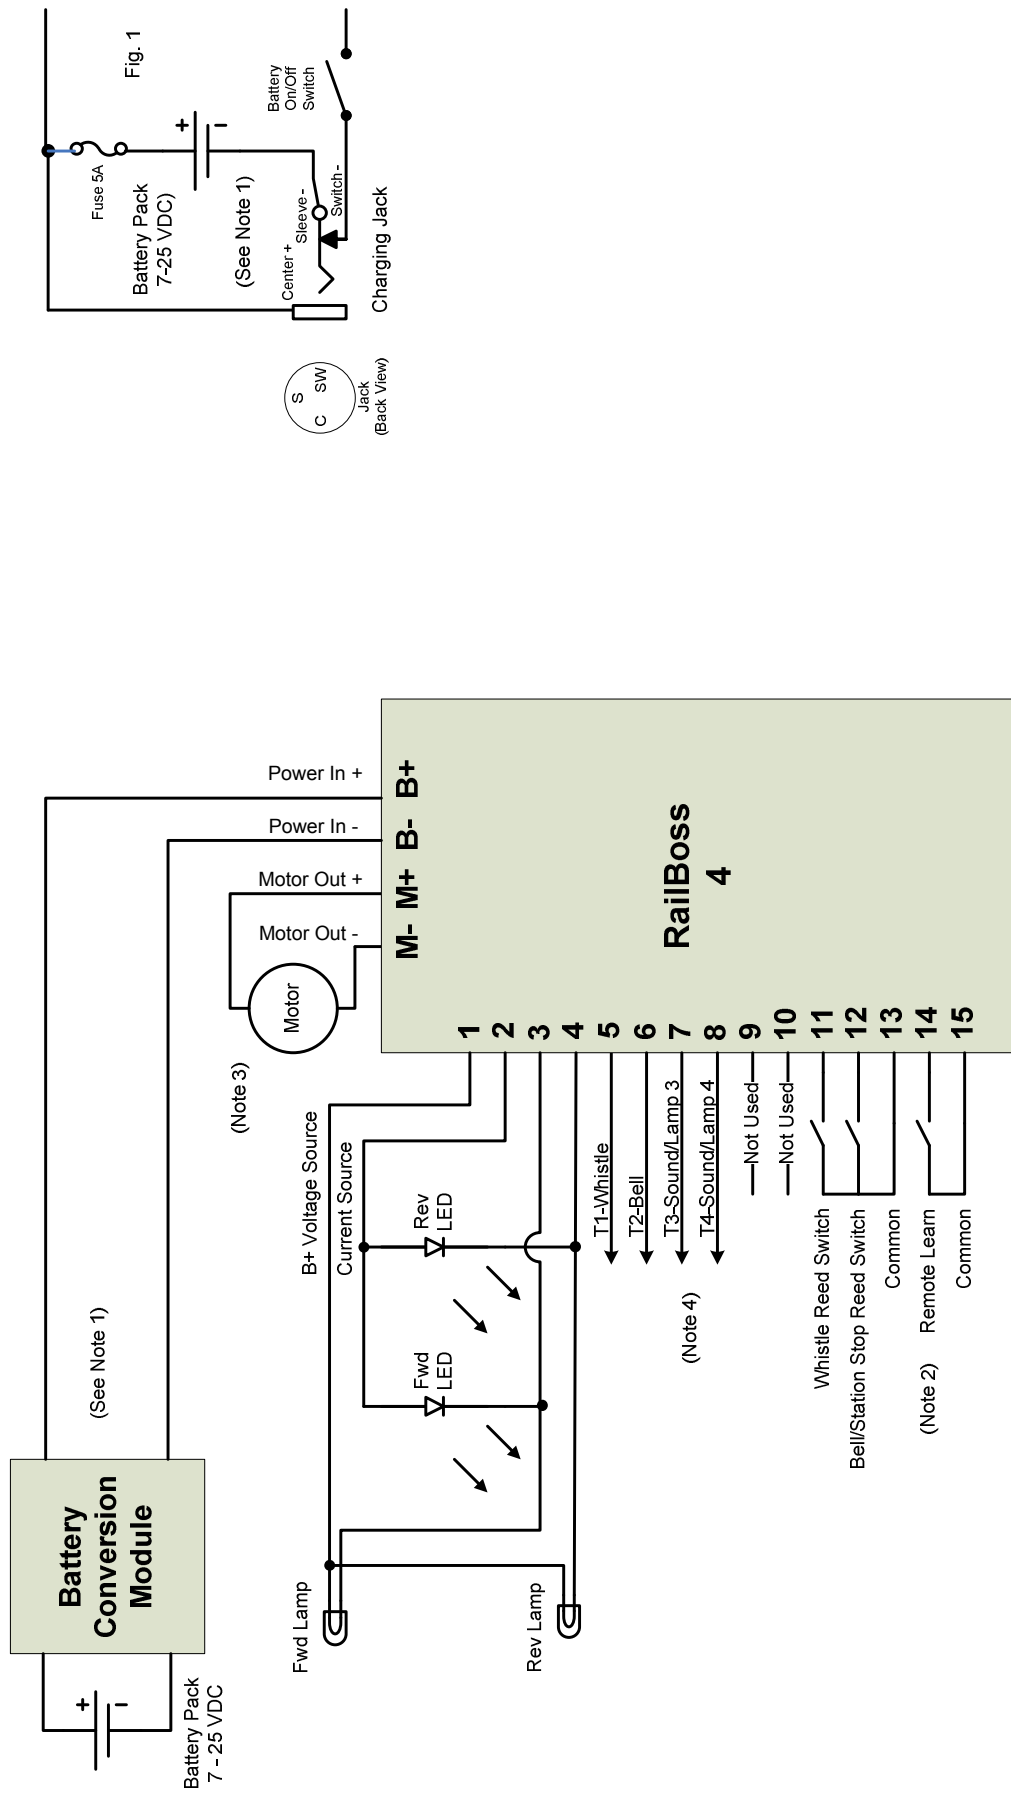 Battery
Conversion
Module
Battery Pack
7 - 25 VDC
+
-
(See Note 1)
Power In +
Power In -
Motor Out +
Motor Out -
B+
B-
M+
M-
Motor
(Note 3)
RailBoss
4
B+ Voltage Source
Current Source
Fwd Lamp
Rev Lamp
Fwd
LED
Rev
LED
1
2
3
4
5
6
7
8
9
10
11
12
13
14
15
T1-Whistle
T2-Bell
T3-Sound/Lamp 3
T4-Sound/Lamp 4
(Note 4)
Not Used
Not Used
Whistle Reed Switch
Bell/Station Stop Reed Switch
Common
(Note 2) Remote Learn
Common
Fig. 1
Fuse 5A
Battery Pack
7-25 VDC)
+
-
(See Note 1)
Battery
On/Off
Switch
Center +
Sleeve -
Switch -
Charging Jack
S
C
SW
Jack
(Back View)